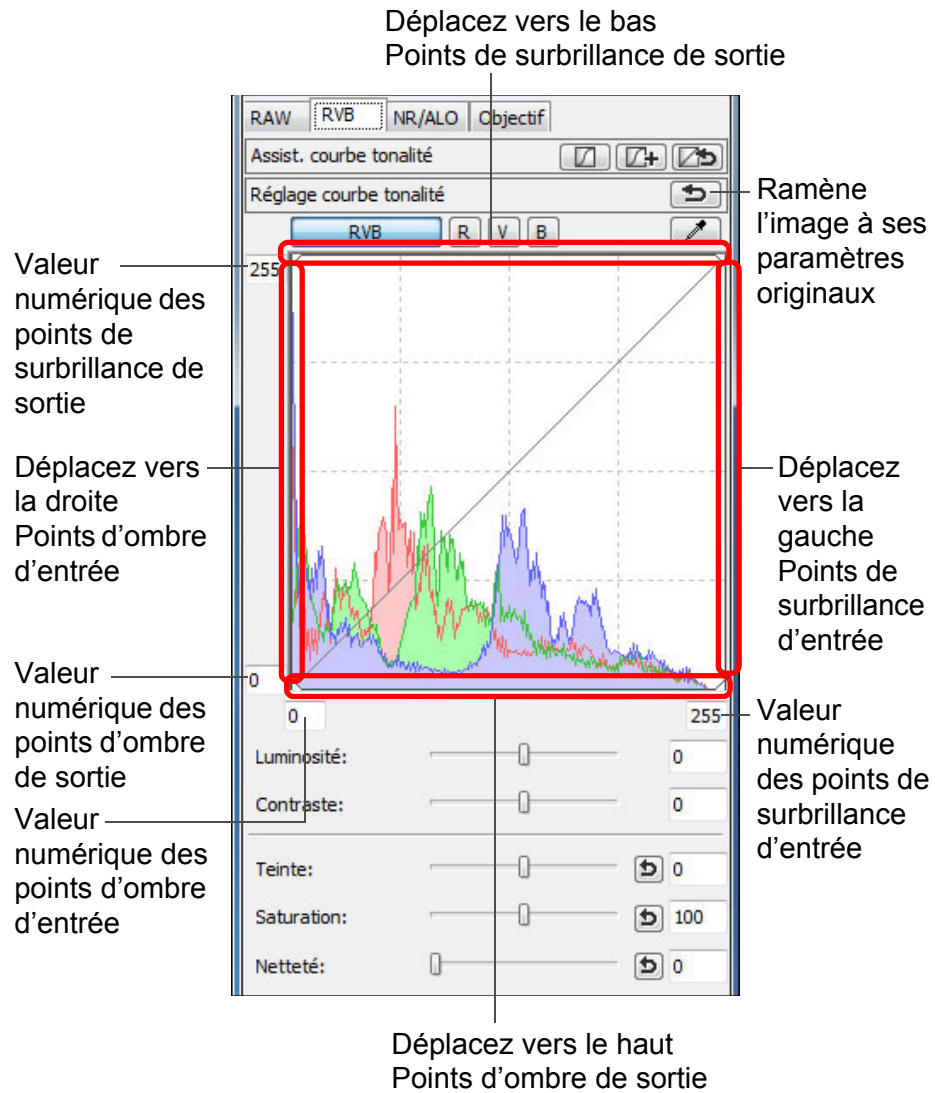 Déplacez vers le bas
Points de surbrillance de sortie
RAW RVB NR/ALO Objectif
Assist. courbe tonalité
Réglage courbe tonalité
RVB R V B
Ramène
l'image à ses
paramètres
originaux
255
Valeur
numérique des
points de
surbrillance de
sortie
Déplacez vers
la droite
Points d'ombre
d'entrée
Déplacez
vers la
gauche
Points de
surbrillance
d'entrée
0
Valeur
numérique des
points d'ombre
de sortie
0 255
Valeur
numérique
des points de
surbrillance
d'entrée
Valeur
numérique des
points d'ombre
d'entrée
Luminosité: 0
Contraste: 0
Teinte: 0
Saturation: 100
Netteté: 0
Déplacez vers le haut
Points d'ombre de sortie